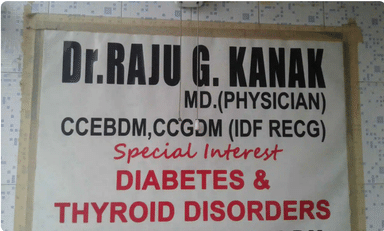 Dr.RAJU G. KANAK
MD.(PHYSICIAN)
CCEBDM,CCGDM (IDF RECG)
Special Interest
DIABETES &
THYROID DISORDERS